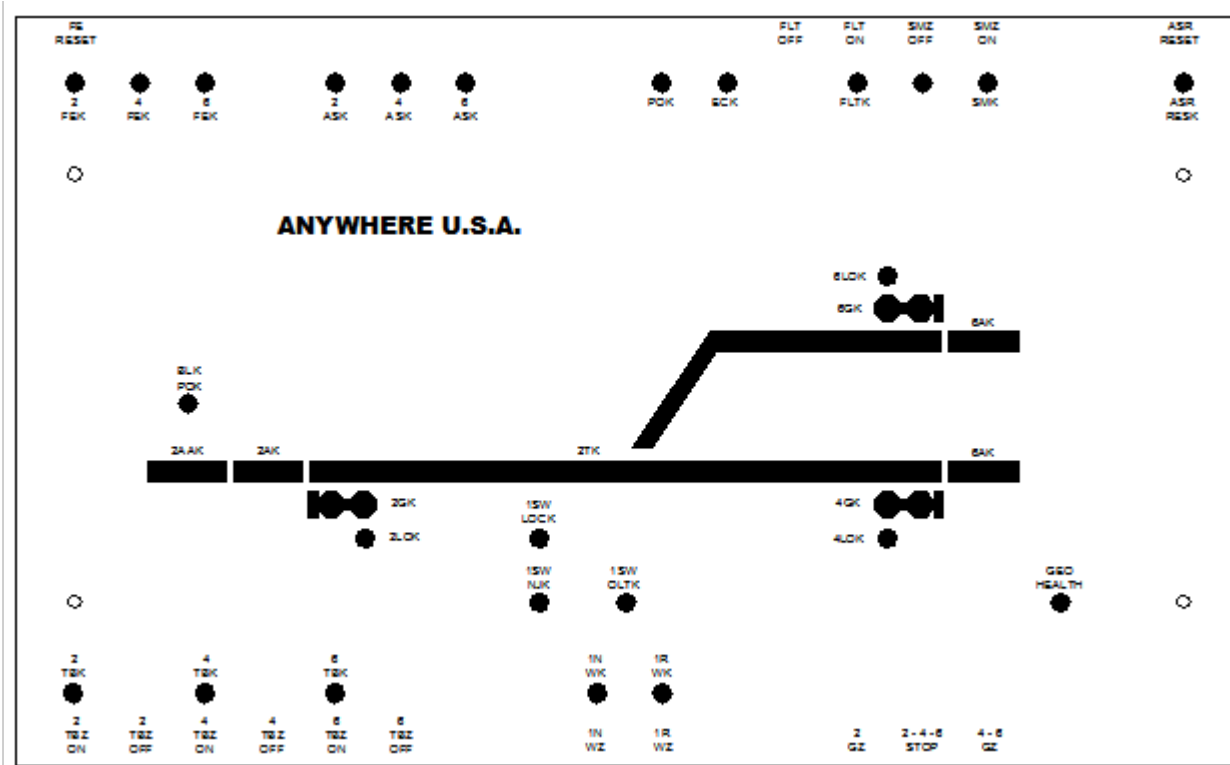 FE RESET
FLT OFF
FLT ON
SMZ OFF
SMZ ON
ASR RESET
2 FEK
4 FEK
6 FEK
2 ASK
4 ASK
6 ASK
POK
ECK
FLTK
SMK
ASR RESK
ANYWHERE U.S.A.
6LOK
6GK
6AK
BLK POK
2AAK
2AK
2TK
6AK
2GK
1SW LOCK
4GK
2LOK
4LOK
1SW NJK
1SW OLTK
GEO HEALTH
2 TBK
4 TBK
6 TBK
1N WK
1R WK
2 TBZ ON
2 TBZ OFF
4 TBZ ON
4 TBZ OFF
6 TBZ ON
6 TBZ OFF
1N WZ
1R WZ
2 GZ
2 - 4 - 6 STOP
4 - 6 GZ